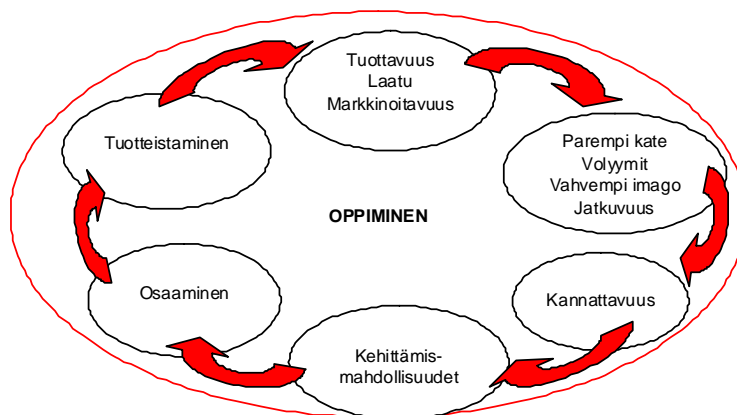 Tuottavuus
Laatu
Markkinoitavuus
Tuotteistaminen
Parempi kate
Volyymit
Vahvempi imago
Jatkuvuus
OPPIMINEN
Osaaminen
Kannattavuus
Kehittämis-
mahdollisuudet